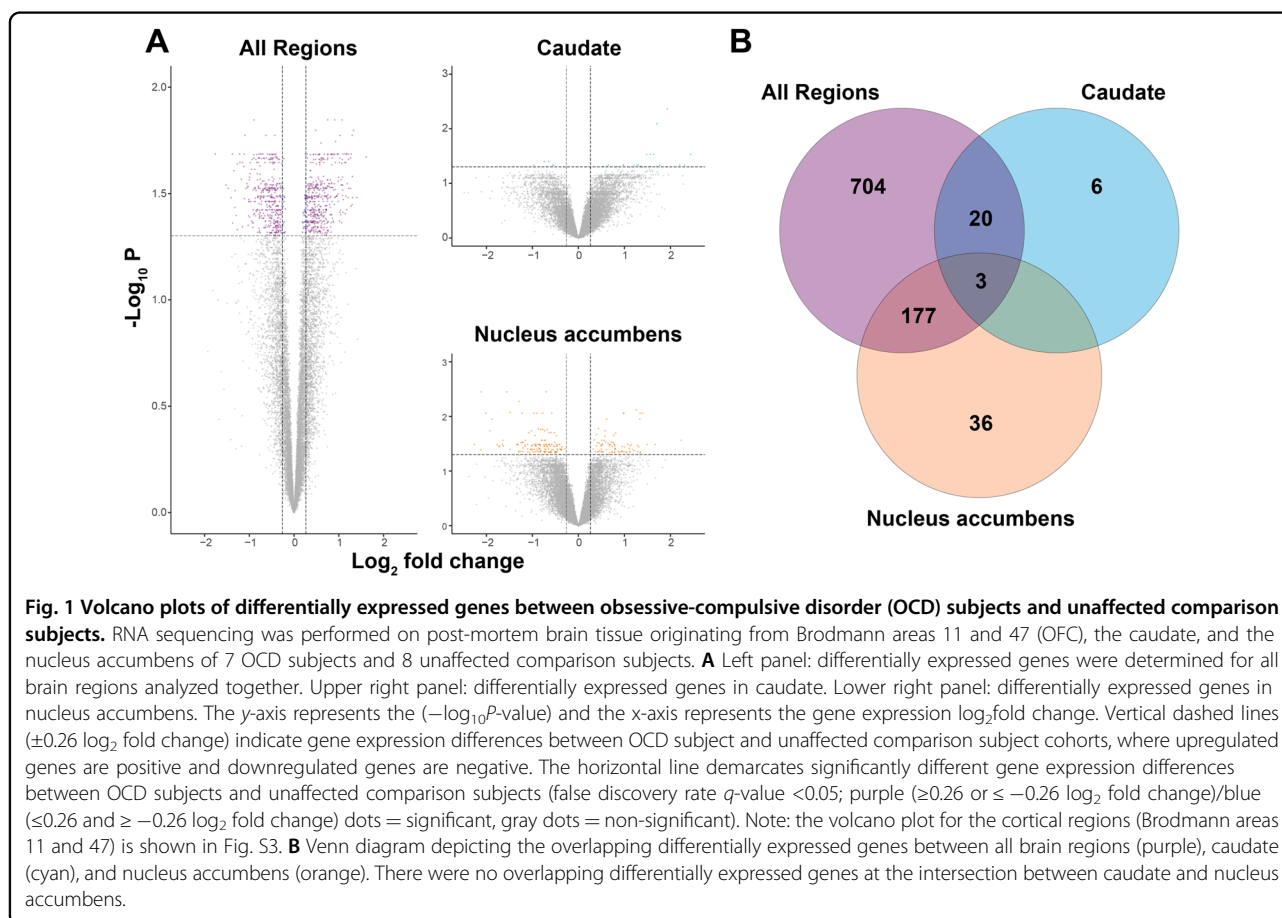 A
All Regions
2.0
1.5
1.0
0.5
0.0
−2 −1 0 1 2
-Log10 P
Caudate
3
2
1
0
−2 −1 0 1 2
Nucleus accumbens
3
2
1
0
−2 −1 0 1 2
Log2 fold change
B
All Regions
Caudate
704
6
20
3
177
36
Nucleus accumbens
Fig. 1 Volcano plots of differentially expressed genes between obsessive-compulsive disorder (OCD) subjects and unaffected comparison
subjects. RNA sequencing was performed on post-mortem brain tissue originating from Brodmann areas 11 and 47 (OFC), the caudate, and the
nucleus accumbens of 7 OCD subjects and 8 unaffected comparison subjects. A Left panel: differentially expressed genes were determined for all
brain regions analyzed together. Upper right panel: differentially expressed genes in caudate. Lower right panel: differentially expressed genes in
nucleus accumbens. The y-axis represents the (−log10P-value) and the x-axis represents the gene expression log2fold change. Vertical dashed lines
(±0.26 log2 fold change) indicate gene expression differences between OCD subject and unaffected comparison subject cohorts, where upregulated
genes are positive and downregulated genes are negative. The horizontal line demarcates significantly different gene expression differences
between OCD subjects and unaffected comparison subjects (false discovery rate q-value <0.05; purple (≥0.26 or ≤ −0.26 log2 fold change)/blue
(≤0.26 and ≥ −0.26 log2 fold change) dots = significant, gray dots = non-significant). Note: the volcano plot for the cortical regions (Brodmann areas
11 and 47) is shown in Fig. S3. B Venn diagram depicting the overlapping differentially expressed genes between all brain regions (purple), caudate
(cyan), and nucleus accumbens (orange). There were no overlapping differentially expressed genes at the intersection between caudate and nucleus
accumbens.